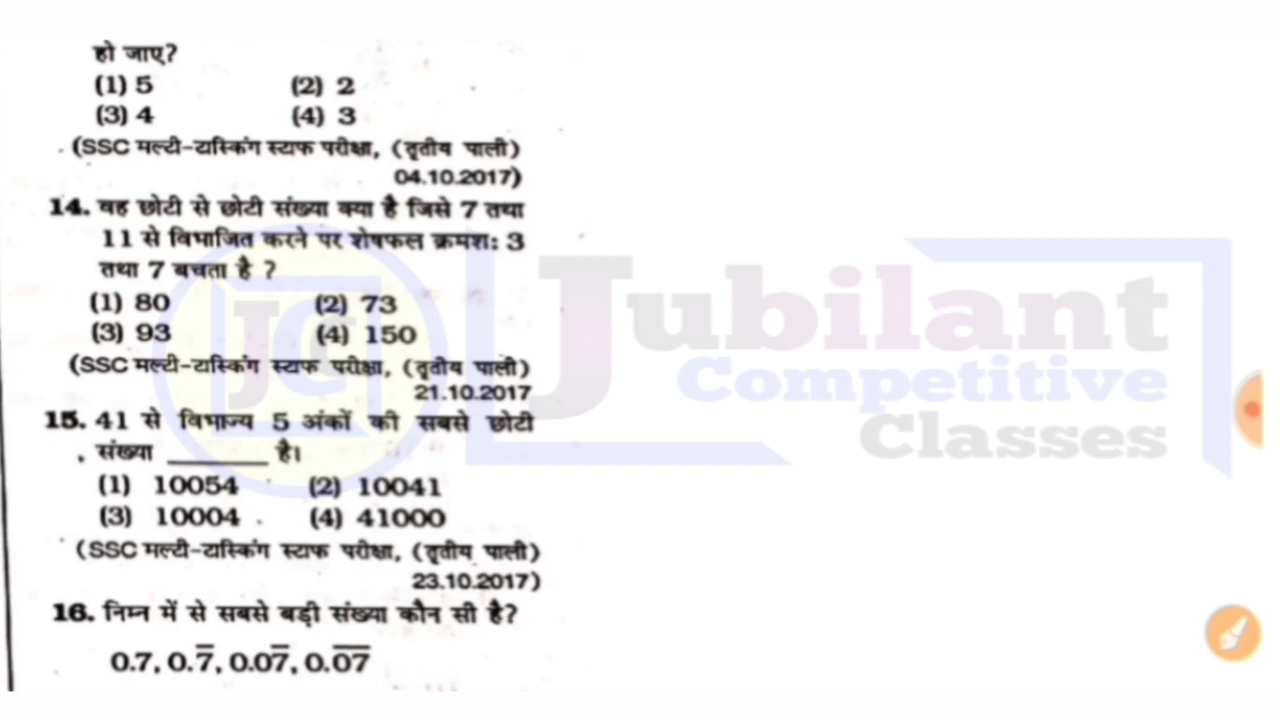 हो जाए?
(1) 5 (2) 2
(3) 4 (4) 3
(SSC मल्टी-टास्किंग स्टाफ परीक्षा, (तृतीय पाली)
04.10.2017)
14. वह छोटी से छोटी संख्या क्या है जिसे 7 तथा
11 से विभाजित करने पर शेषफल क्रमश: 3
तथा 7 बचता है ?
(1) 80 (2) 73
(3) 93 (4) 150
(SSC मल्टी-टास्किंग स्टाफ परीक्षा, (तृतीय पाली)
21.10.2017
15. 41 से विभाज्य 5 अंकों की सबसे छोटी
संख्या ________ है।
(1) 10054 (2) 10041
(3) 10004 (4) 41000
(SSC मल्टी-टास्किंग स्टाफ परीक्षा, (तृतीय पाली)
23.10.2017)
16. निम्न में से सबसे बड़ी संख्या कौन सी है?
0.7, 0.7̅, 0.07̅, 0.0̅7̅
JC
Jubilant
Competitive
Classes